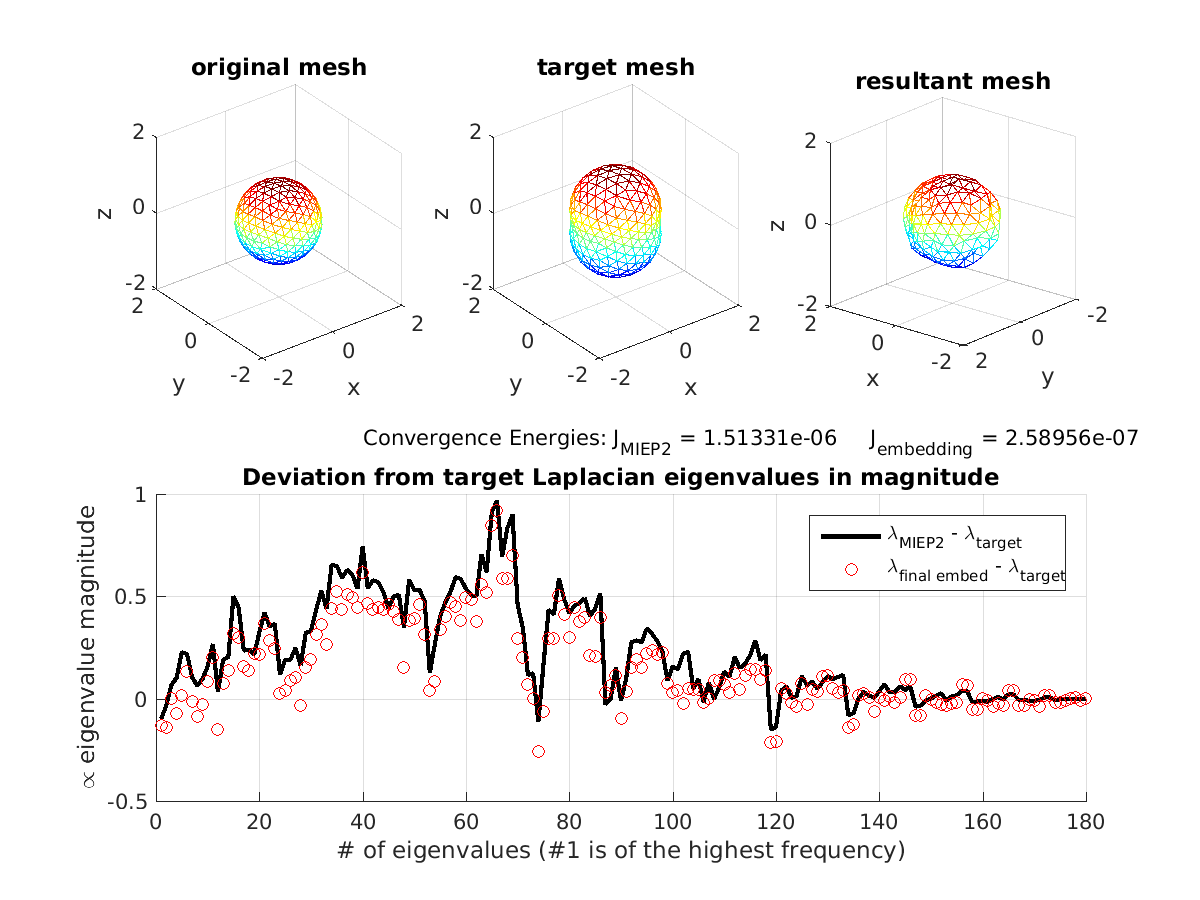 original mesh
target mesh
resultant mesh
2
0
-2
z
2
0
-2
y
-2
0
2
x
2
0
-2
z
2
0
-2
y
-2
0
2
x
2
0
-2
z
2
0
-2
x
2
0
-2
y
Convergence Energies: J_MIEP2 = 1.51331e-06 J_embedding = 2.58956e-07
Deviation from target Laplacian eigenvalues in magnitude
1
0.5
0
-0.5
∝ eigenvalue magnitude
λ_MIEP2 - λ_target
λ_final embed - λ_target
0 20 40 60 80 100 120 140 160 180
# of eigenvalues (#1 is of the highest frequency)